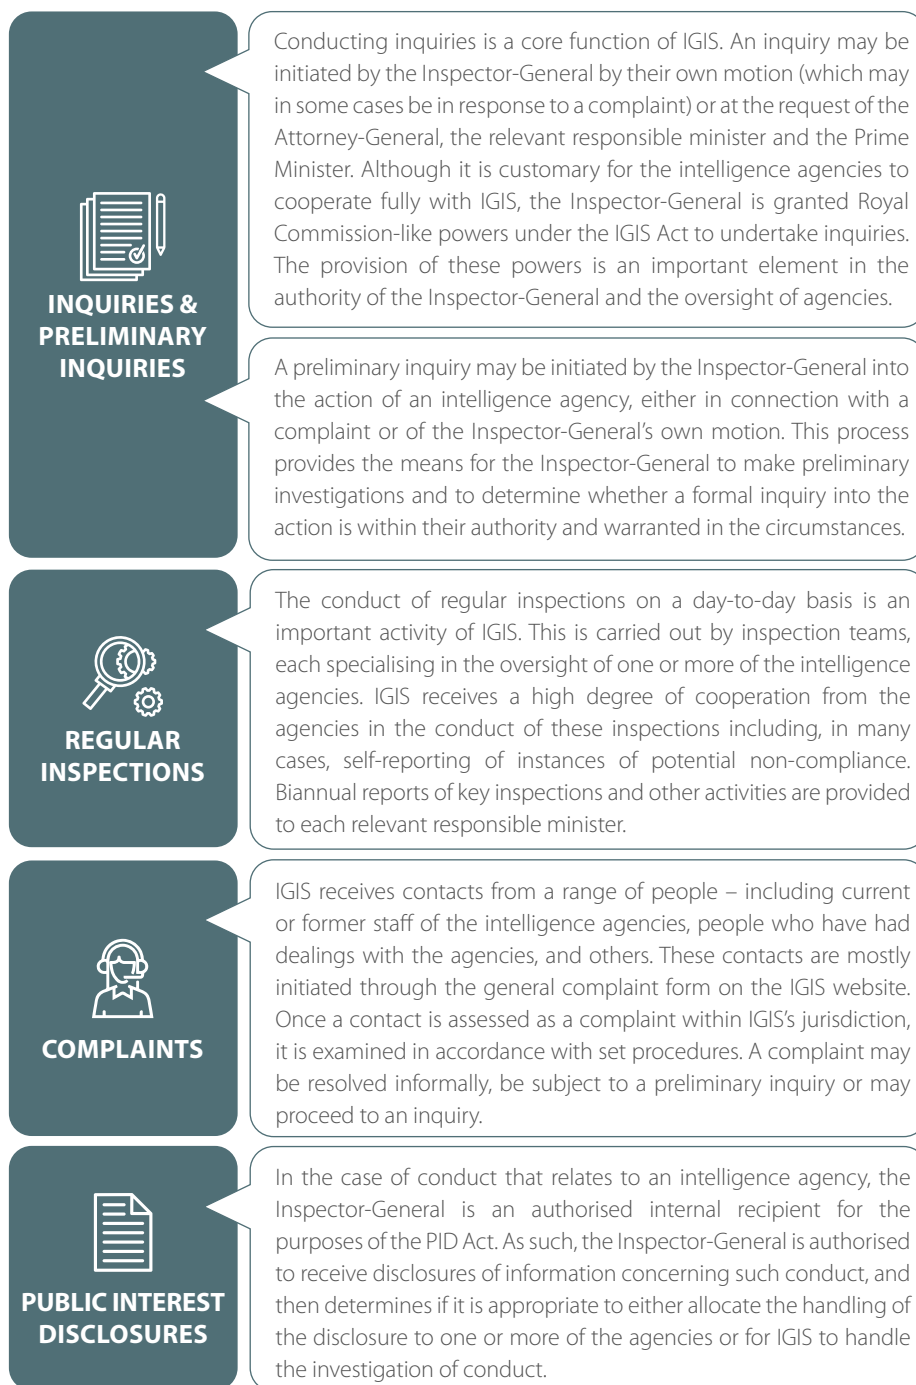 INQUIRIES &
PRELIMINARY
INQUIRIES
Conducting inquiries is a core function of IGIS. An inquiry may be
initiated by the Inspector-General by their own motion (which may
in some cases be in response to a complaint) or at the request of the
Attorney-General, the relevant responsible minister and the Prime
Minister. Although it is customary for the intelligence agencies to
cooperate fully with IGIS, the Inspector-General is granted Royal
Commission-like powers under the IGIS Act to undertake inquiries.
The provision of these powers is an important element in the
authority of the Inspector-General and the oversight of agencies.
A preliminary inquiry may be initiated by the Inspector-General into
the action of an intelligence agency, either in connection with a
complaint or of the Inspector-General's own motion. This process
provides the means for the Inspector-General to make preliminary
investigations and to determine whether a formal inquiry into the
action is within their authority and warranted in the circumstances.
REGULAR
INSPECTIONS
The conduct of regular inspections on a day-to-day basis is an
important activity of IGIS. This is carried out by inspection teams,
each specialising in the oversight of one or more of the intelligence
agencies. IGIS receives a high degree of cooperation from the
agencies in the conduct of these inspections including, in many
cases, self-reporting of instances of potential non-compliance.
Biannual reports of key inspections and other activities are provided
to each relevant responsible minister.
COMPLAINTS
IGIS receives contacts from a range of people – including current
or former staff of the intelligence agencies, people who have had
dealings with the agencies, and others. These contacts are mostly
initiated through the general complaint form on the IGIS website.
Once a contact is assessed as a complaint within IGIS's jurisdiction,
it is examined in accordance with set procedures. A complaint may
be resolved informally, be subject to a preliminary inquiry or may
proceed to an inquiry.
PUBLIC INTEREST
DISCLOSURES
In the case of conduct that relates to an intelligence agency, the
Inspector-General is an authorised internal recipient for the
purposes of the PID Act. As such, the Inspector-General is authorised
to receive disclosures of information concerning such conduct, and
then determines if it is appropriate to either allocate the handling of
the disclosure to one or more of the agencies or for IGIS to handle
the investigation of conduct.